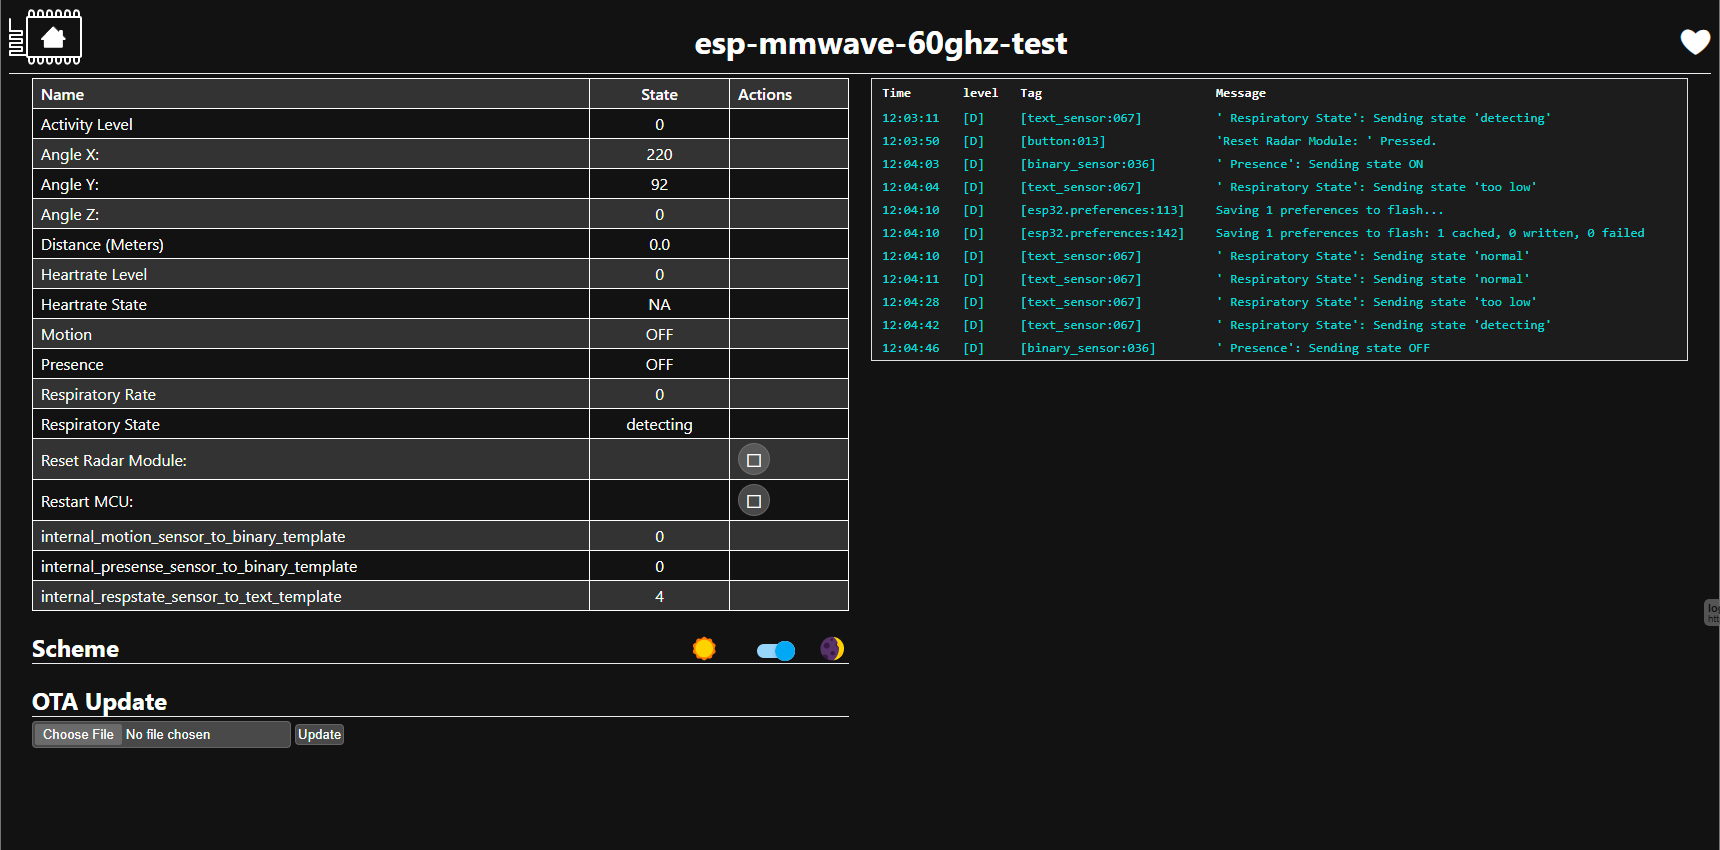 esp-mmwave-60ghz-test
Name State Actions
Activity Level 0
Angle X: 220
Angle Y: 92
Angle Z: 0
Distance (Meters) 0.0
Heartrate Level 0
Heartrate State NA
Motion OFF
Presence OFF
Respiratory Rate 0
Respiratory State detecting
Reset Radar Module:
Restart MCU:
internal_motion_sensor_to_binary_template 0
internal_presense_sensor_to_binary_template 0
internal_respstate_sensor_to_text_template 4
Scheme
OTA Update
Choose File No file chosen Update
Time level Tag Message
12:03:11 [D] [text_sensor:067] ' Respiratory State': Sending state 'detecting'
12:03:50 [D] [button:013] 'Reset Radar Module: ' Pressed.
12:04:03 [D] [binary_sensor:036] ' Presence': Sending state ON
12:04:04 [D] [text_sensor:067] ' Respiratory State': Sending state 'too low'
12:04:10 [D] [esp32.preferences:113] Saving 1 preferences to flash...
12:04:10 [D] [esp32.preferences:142] Saving 1 preferences to flash: 1 cached, 0 written, 0 failed
12:04:10 [D] [text_sensor:067] ' Respiratory State': Sending state 'normal'
12:04:11 [D] [text_sensor:067] ' Respiratory State': Sending state 'normal'
12:04:28 [D] [text_sensor:067] ' Respiratory State': Sending state 'too low'
12:04:42 [D] [text_sensor:067] ' Respiratory State': Sending state 'detecting'
12:04:46 [D] [binary_sensor:036] ' Presence': Sending state OFF